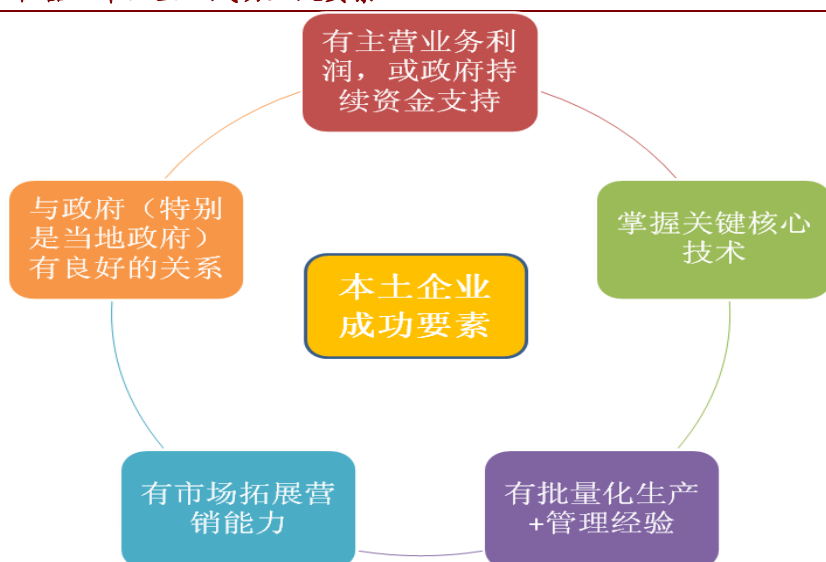 有主营业务利
润，或政府持
续资金支持
与政府（特别
是当地政府）
有良好的关系
掌握关键核心
技术
本土企业
成功要素
有市场拓展营
销能力
有批量化生产
+管理经验